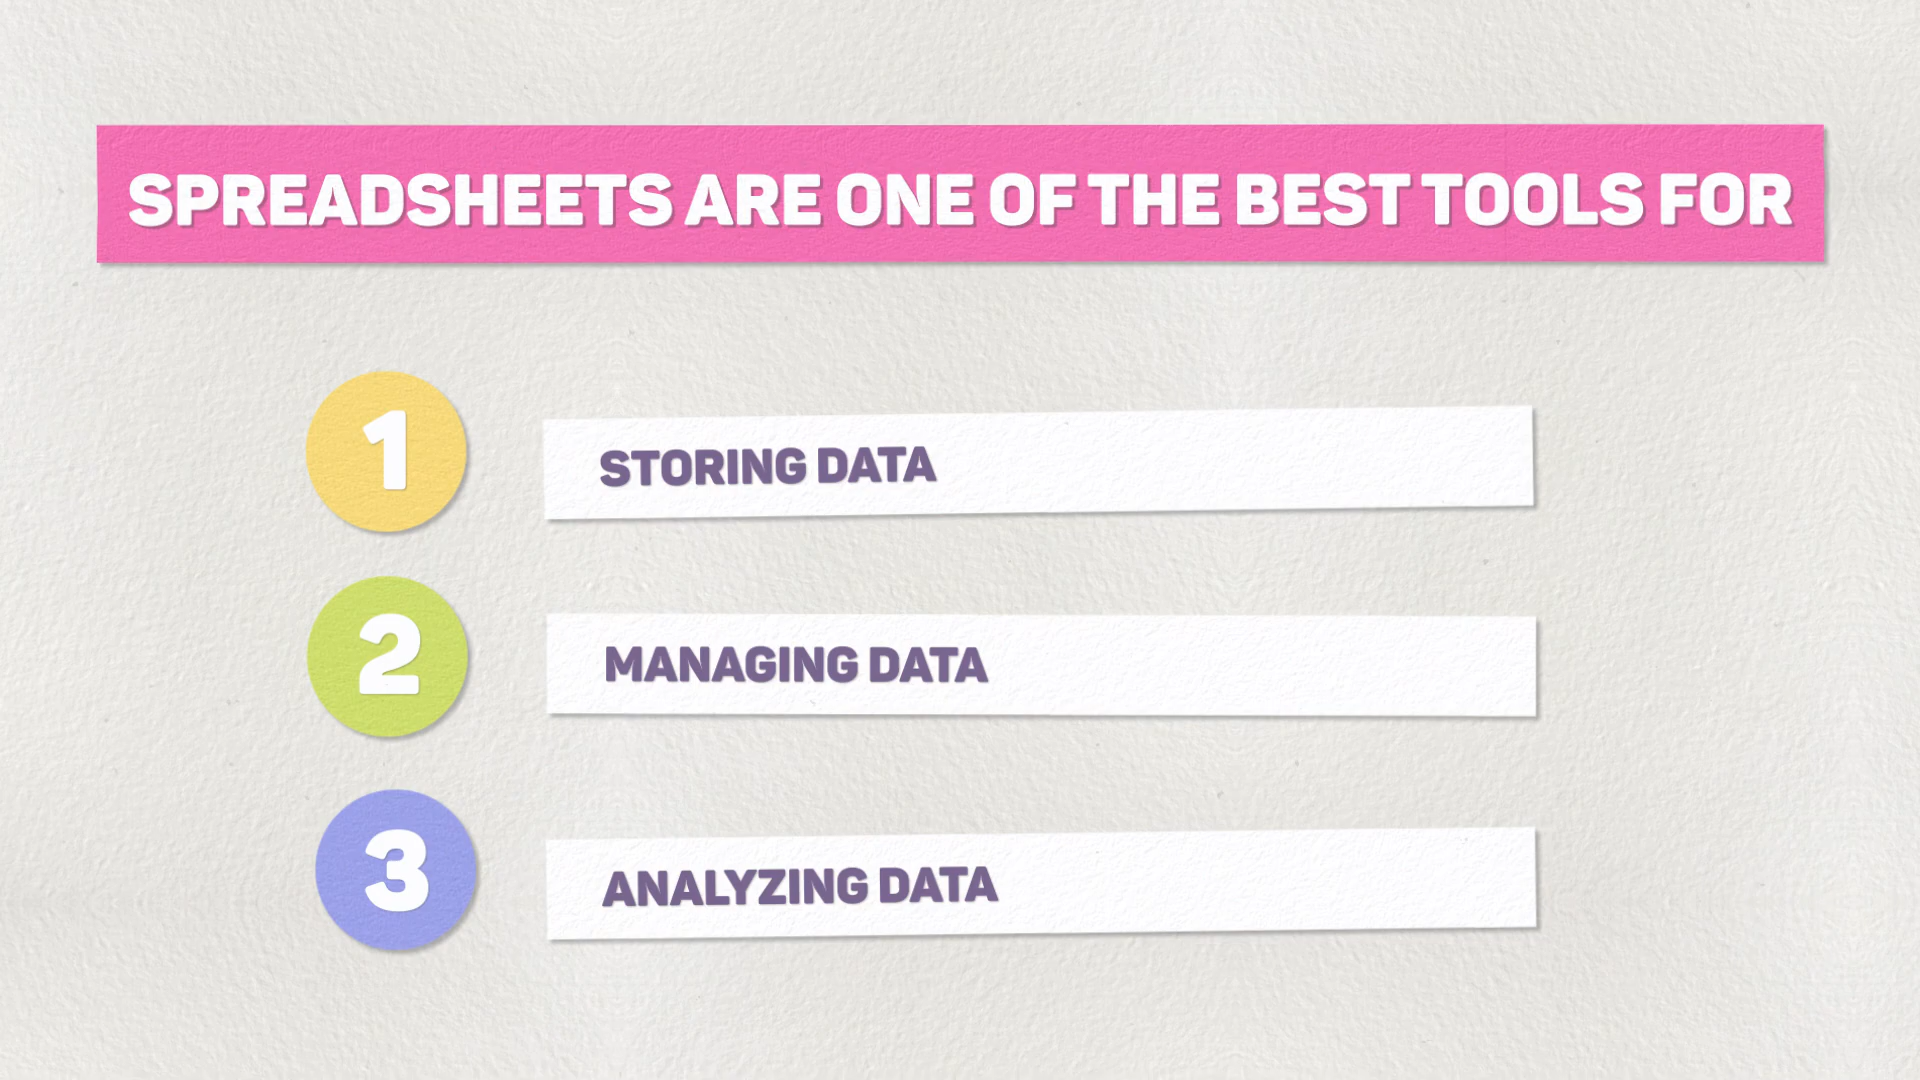 SPREADSHEETS ARE ONE OF THE BEST TOOLS FOR
1 STORING DATA
2 MANAGING DATA
3 ANALYZING DATA